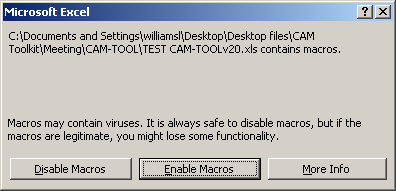 Microsoft Excel
C:\Documents and Settings\williamsl\Desktop\Desktop files\CAM
Toolkit\Meeting\CAM-TOOL\TEST CAM-TOOLv20.xls contains macros.
Macros may contain viruses. It is always safe to disable macros, but if the
macros are legitimate, you might lose some functionality.
Disable Macros
Enable Macros
More Info